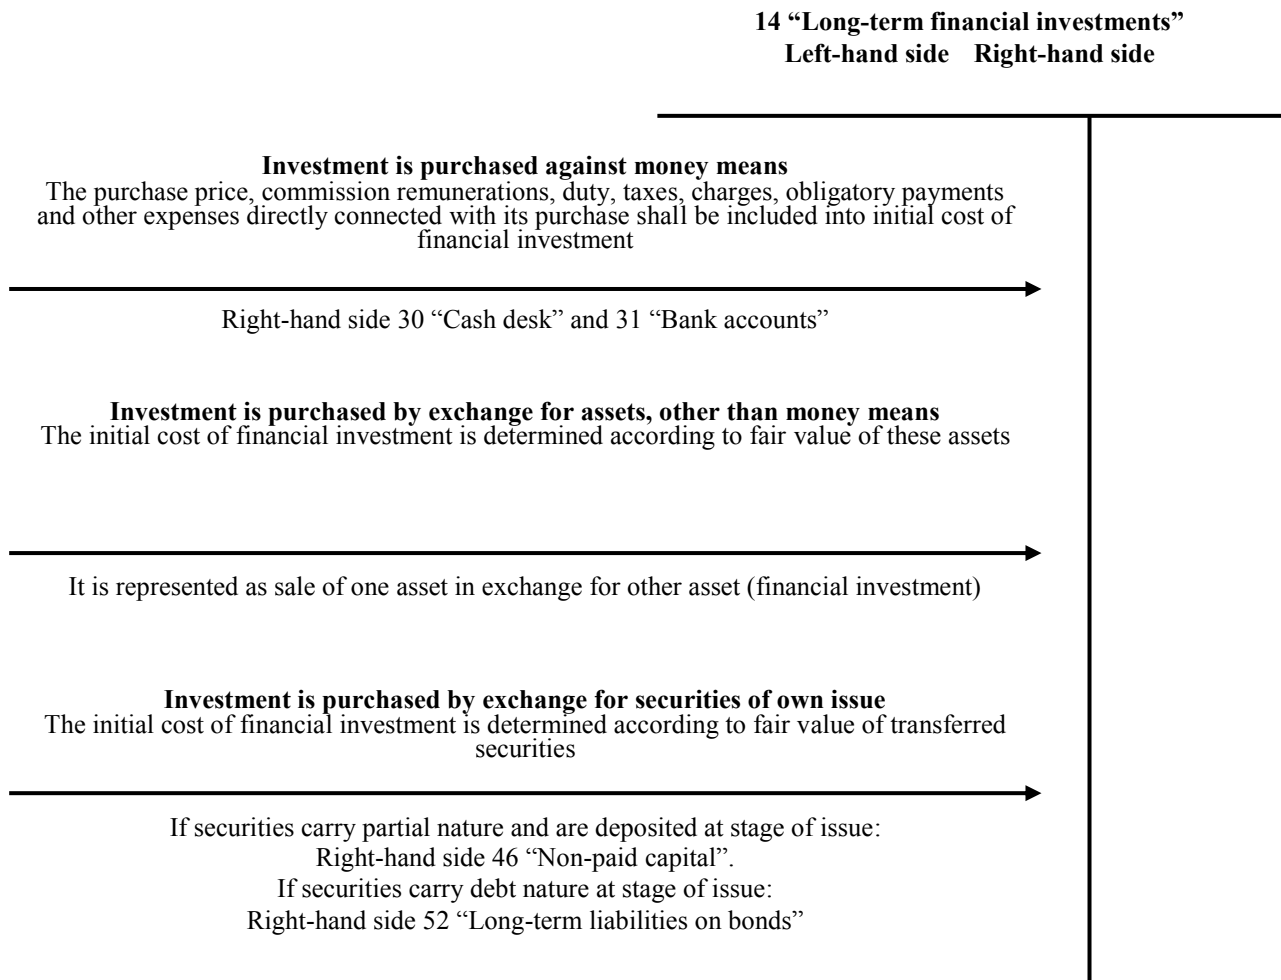 14 “Long-term financial investments”
Left-hand side Right-hand side
Investment is purchased against money means
The purchase price, commission remunerations, duty, taxes, charges, obligatory payments
and other expenses directly connected with its purchase shall be included into initial cost of
financial investment
Right-hand side 30 “Cash desk” and 31 “Bank accounts”
Investment is purchased by exchange for assets, other than money means
The initial cost of financial investment is determined according to fair value of these assets
It is represented as sale of one asset in exchange for other asset (financial investment)
Investment is purchased by exchange for securities of own issue
The initial cost of financial investment is determined according to fair value of transferred
securities
If securities carry partial nature and are deposited at stage of issue:
Right-hand side 46 “Non-paid capital”.
If securities carry debt nature at stage of issue:
Right-hand side 52 “Long-term liabilities on bonds”